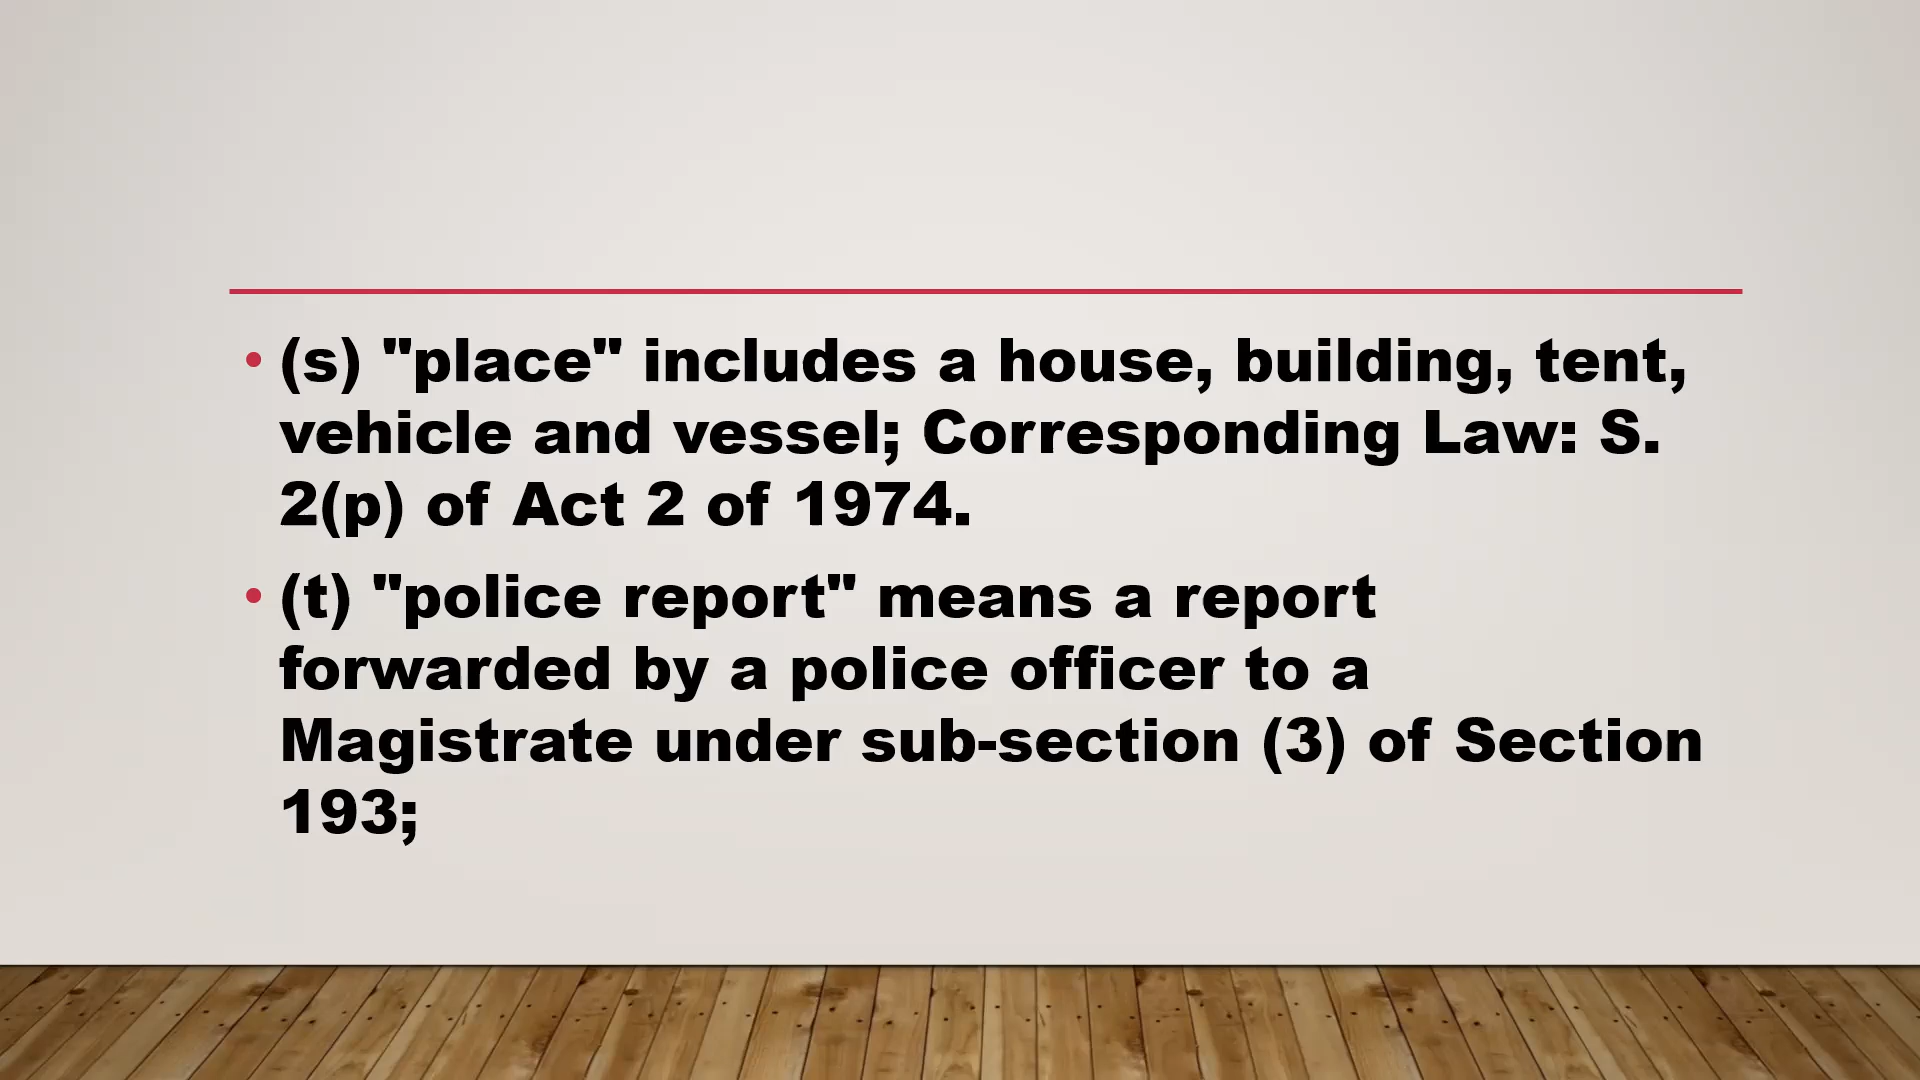 • (s) "place" includes a house, building, tent,
vehicle and vessel; Corresponding Law: S.
2(p) of Act 2 of 1974.
• (t) "police report" means a report
forwarded by a police officer to a
Magistrate under sub-section (3) of Section
193;